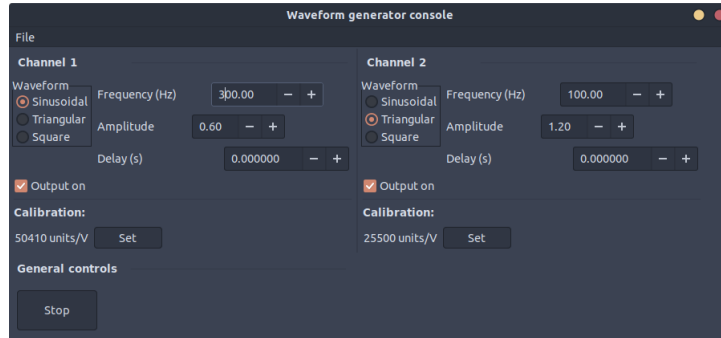 Waveform generator console
File
Channel 1
Waveform
Sinusoidal
Triangular
Square
Frequency (Hz) 300.00 − +
Amplitude 0.60 − +
Delay (s) 0.000000 − +
Output on
Calibration:
50410 units/V Set
Channel 2
Waveform
Sinusoidal
Triangular
Square
Frequency (Hz) 100.00 − +
Amplitude 1.20 − +
Delay (s) 0.000000 − +
Output on
Calibration:
25500 units/V Set
General controls
Stop